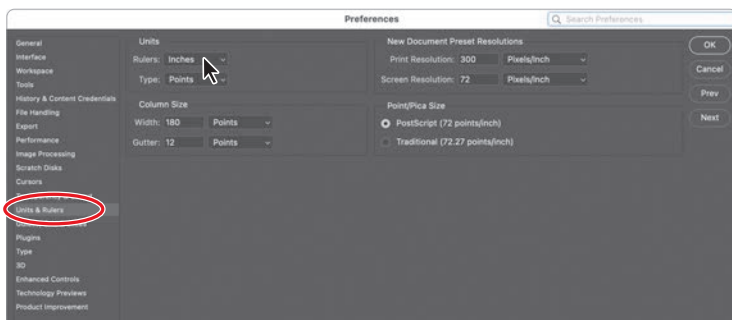 Preferences
Search Preferences
General
Interface
Workspace
Tools
History & Content Credentials
File Handling
Export
Performance
Image Processing
Scratch Disks
Cursors
Units & Rulers
Plugins
Type
3D
Enhanced Controls
Technology Previews
Product Improvement
Units
Rulers: Inches
Type: Points
Column Size
Width: 180 Points
Gutter: 12 Points
New Document Preset Resolutions
Print Resolution: 300 Pixels/Inch
Screen Resolution: 72 Pixels/Inch
Point/Pica Size
PostScript (72 points/inch)
Traditional (72.27 points/inch)
OK
Cancel
Prev
Next